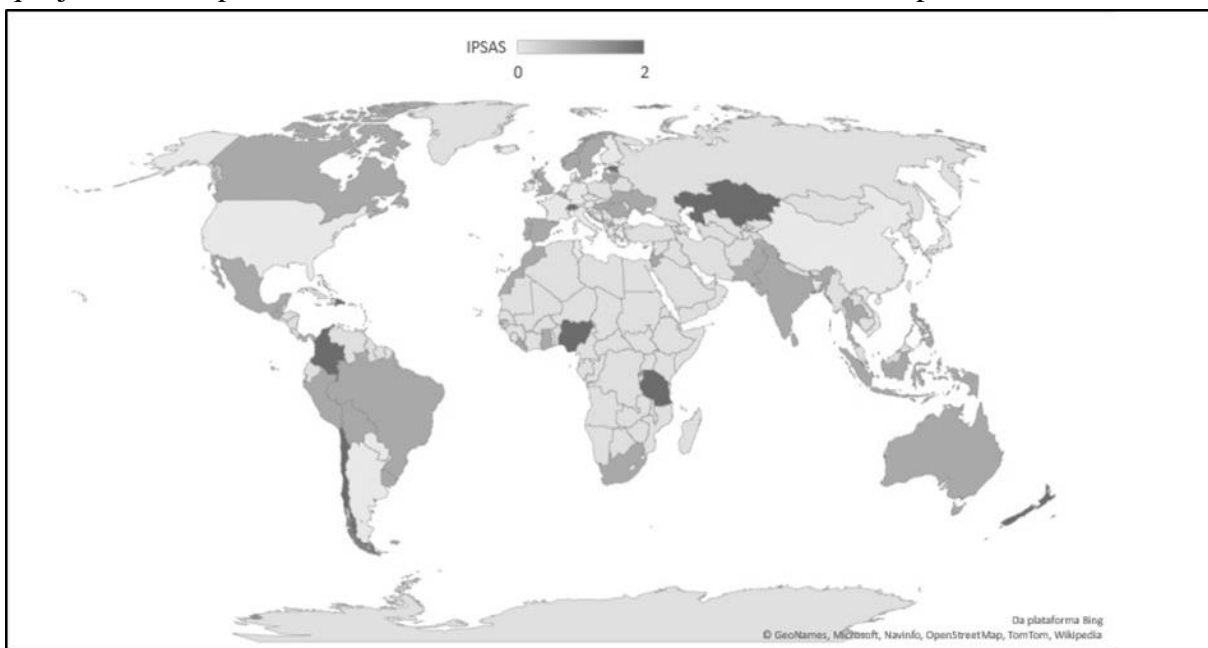 IPSAS
0 2
Da plataforma Bing
© GeoNames, Microsoft, Navinfo, OpenStreetMap, TomTom, Wikipedia